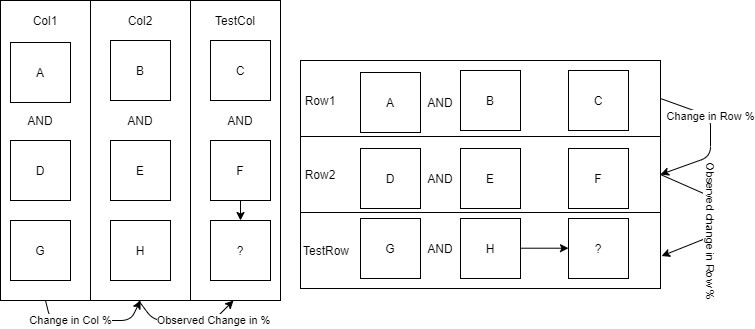 Col1 Col2 TestCol
A B C
AND AND AND
D E F
G H ?
Change in Col % Observed Change in %
Row1 A AND B C
Change in Row %
Row2 D AND E F
Observed change in Row %
TestRow G AND H ?